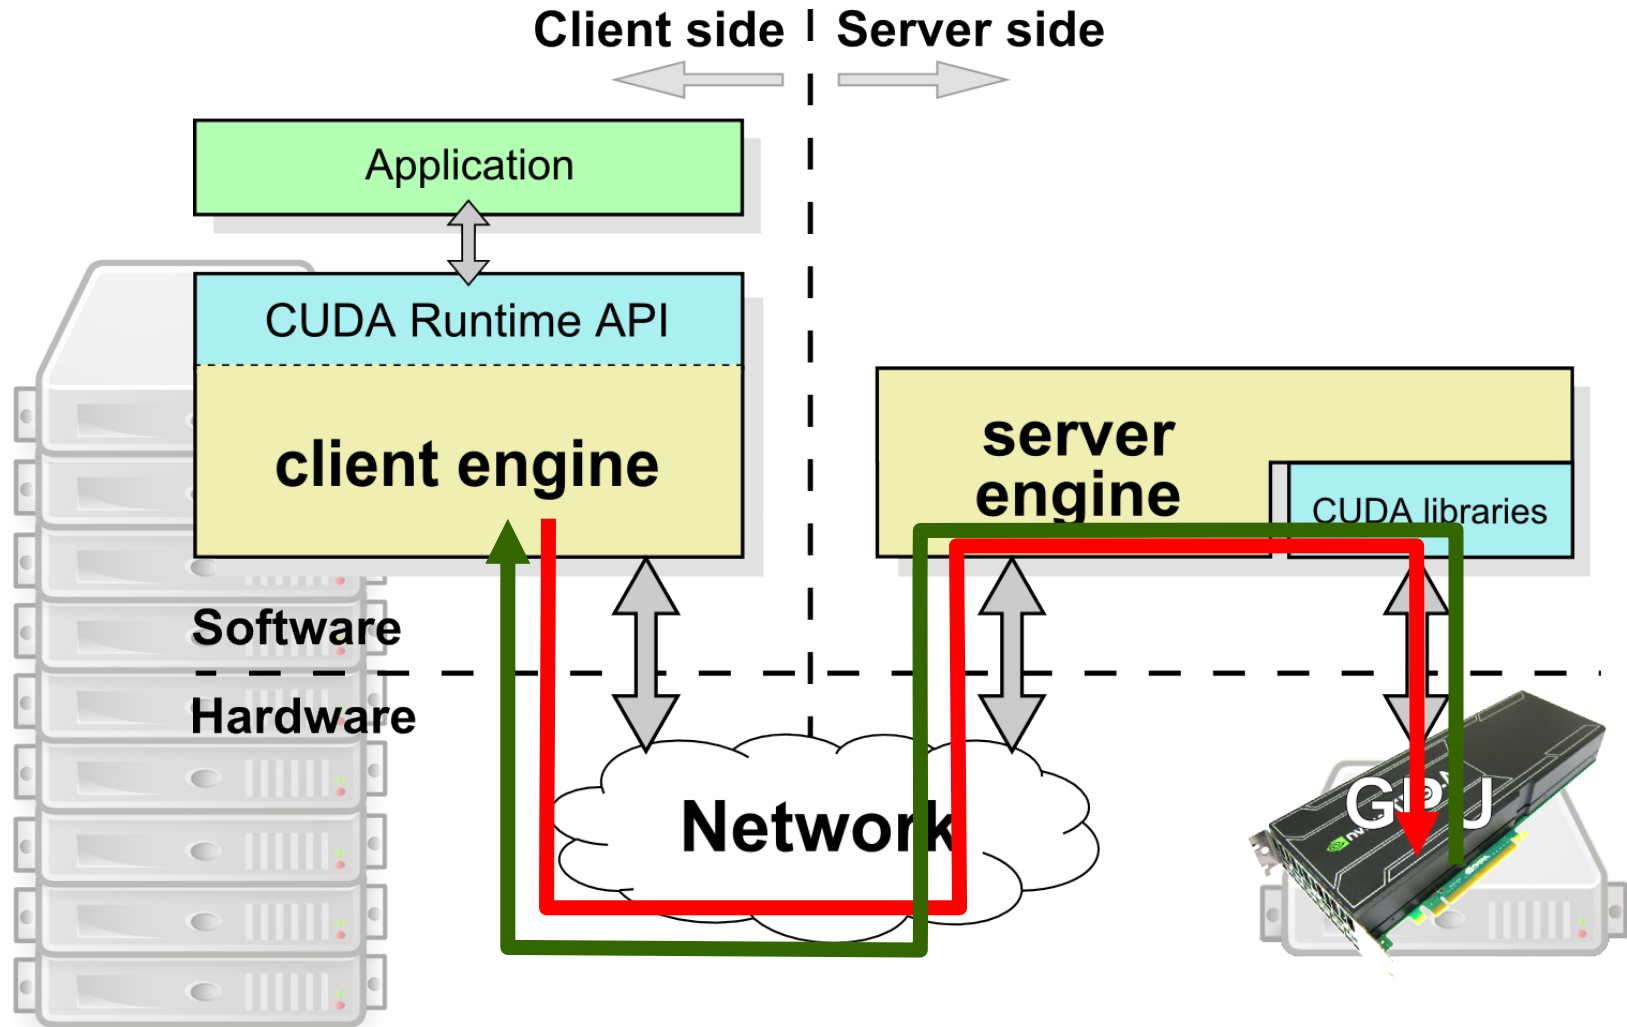 Client side
Server side
Application
CUDA Runtime API
client engine
server
engine
CUDA libraries
Software
Hardware
Network
GPU